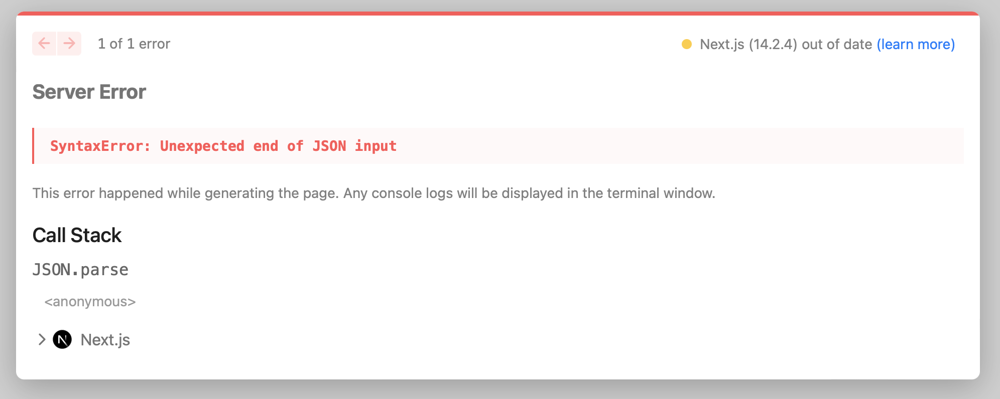 1 of 1 error
Next.js (14.2.4) out of date (learn more)
Server Error
SyntaxError: Unexpected end of JSON input
This error happened while generating the page. Any console logs will be displayed in the terminal window.
Call Stack
JSON.parse
<anonymous>
Next.js